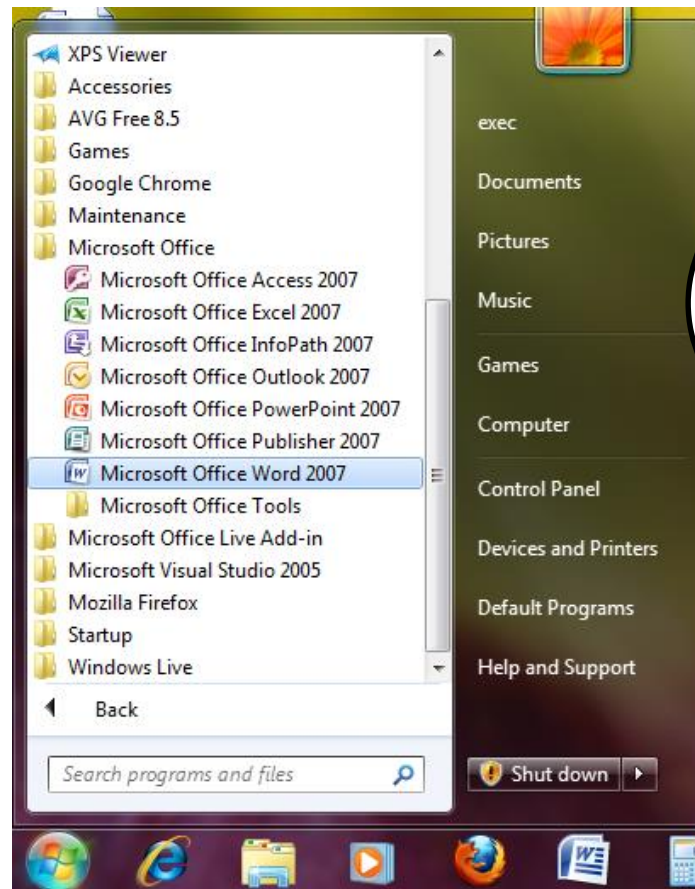 XPS Viewer
Accessories
AVG Free 8.5
Games
Google Chrome
Maintenance
Microsoft Office
Microsoft Office Access 2007
Microsoft Office Excel 2007
Microsoft Office InfoPath 2007
Microsoft Office Outlook 2007
Microsoft Office PowerPoint 2007
Microsoft Office Publisher 2007
Microsoft Office Word 2007
Microsoft Office Tools
Microsoft Office Live Add-in
Microsoft Visual Studio 2005
Mozilla Firefox
Startup
Windows Live
Back
Search programs and files
exec
Documents
Pictures
Music
Games
Computer
Control Panel
Devices and Printers
Default Programs
Help and Support
Shut down